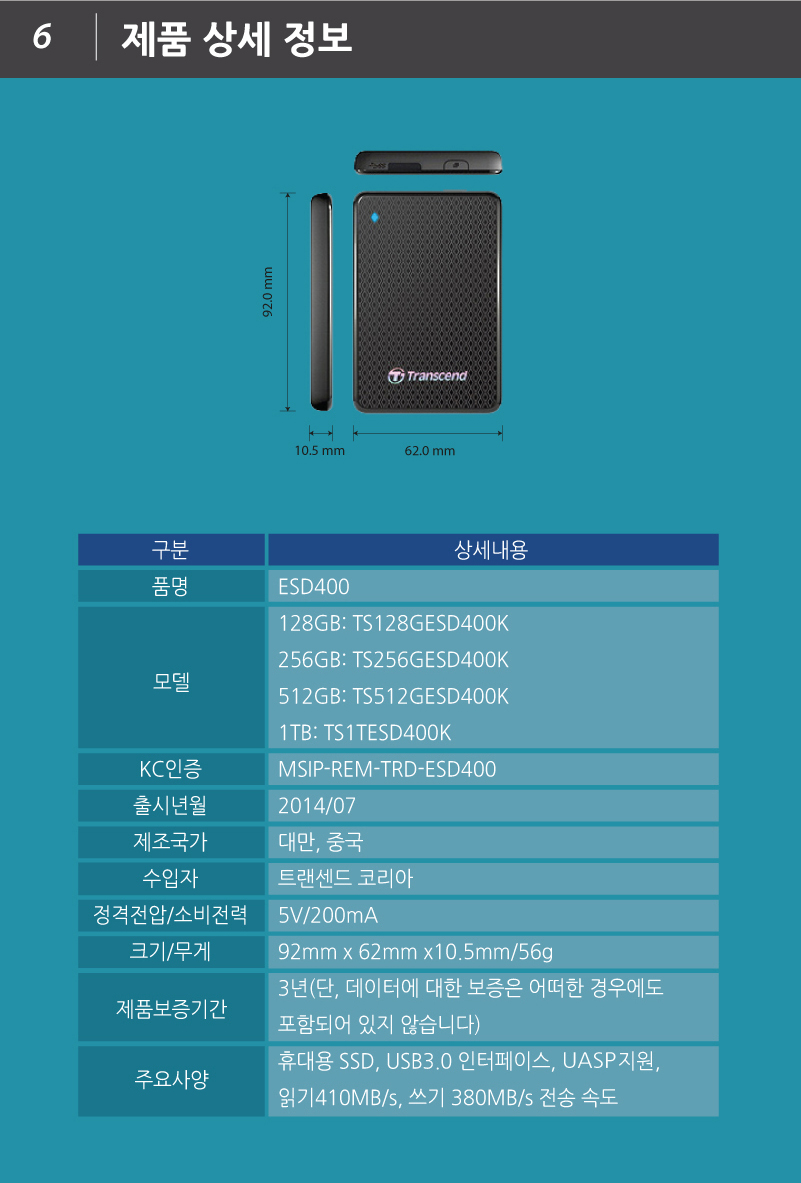 6 제품 상세 정보
92.0 mm
Transcend
10.5 mm 62.0 mm
구분 상세내용
품명 ESD400
모델
128GB: TS128GESD400K
256GB: TS256GESD400K
512GB: TS512GESD400K
1TB: TS1TESD400K
KC인증 MSIP-REM-TRD-ESD400
출시년월 2014/07
제조국가 대만, 중국
수입자 트랜센드 코리아
정격전압/소비전력 5V/200mA
크기/무게 92mm x 62mm x10.5mm/56g
제품보증기간
3년(단, 데이터에 대한 보증은 어떠한 경우에도
포함되어 있지 않습니다)
주요사양
휴대용 SSD, USB3.0 인터페이스, UASP지원,
읽기410MB/s, 쓰기 380MB/s 전송 속도